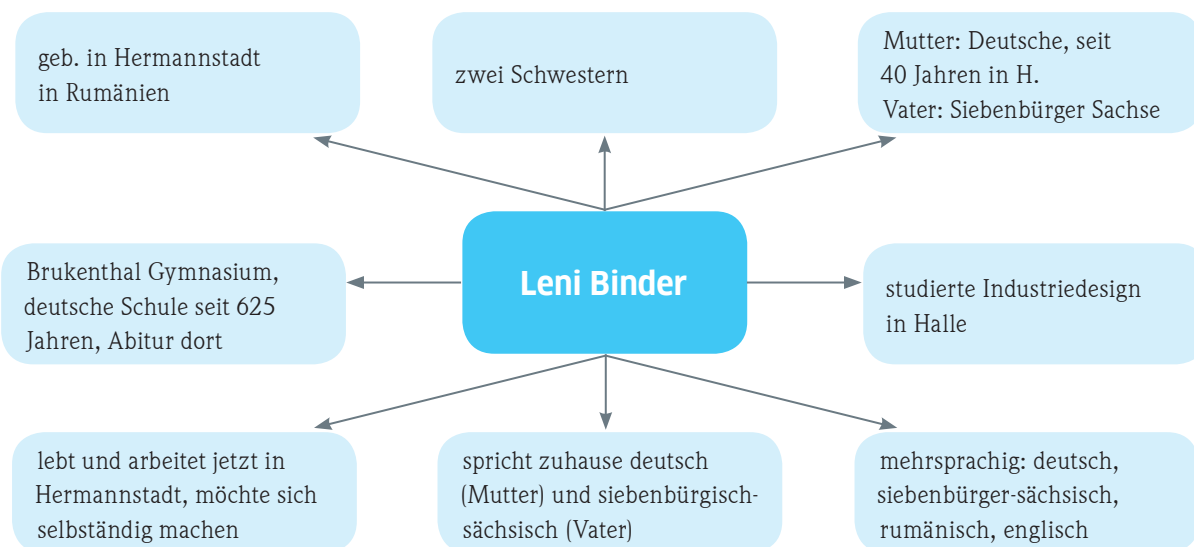 geb. in Hermannstadt
in Rumänien
zwei Schwestern
Mutter: Deutsche, seit
40 Jahren in H.
Vater: Siebenbürger Sachse
Brukenthal Gymnasium,
deutsche Schule seit 625
Jahren, Abitur dort
Leni Binder
studierte Industriedesign
in Halle
lebt und arbeitet jetzt in
Hermannstadt, möchte sich
selbständig machen
spricht zuhause deutsch
(Mutter) und siebenbürgisch-
sächsisch (Vater)
mehrsprachig: deutsch,
siebenbürger-sächsisch,
rumänisch, englisch